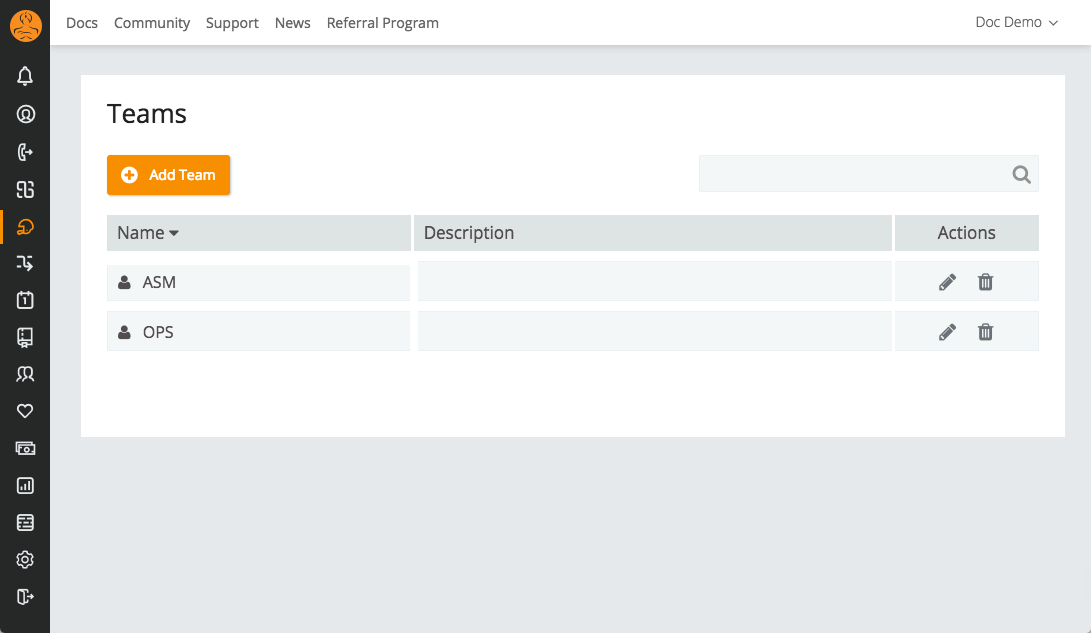 Docs Community Support News Referral Program Doc Demo
Teams
Add Team
Name Description Actions
ASM
OPS